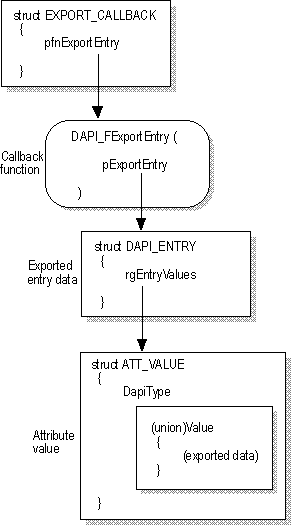 struct EXPORT_CALLBACK
{
pfnExportEntry
}
DAPI_FExportEntry (
Callback
function
pExportEntry
)
struct DAPI_ENTRY
Exported
entry data
{
rgEntryValues
}
struct ATT_VALUE
{
DapiType
Attribute
value
(union)Value
{
(exported data)
}
}